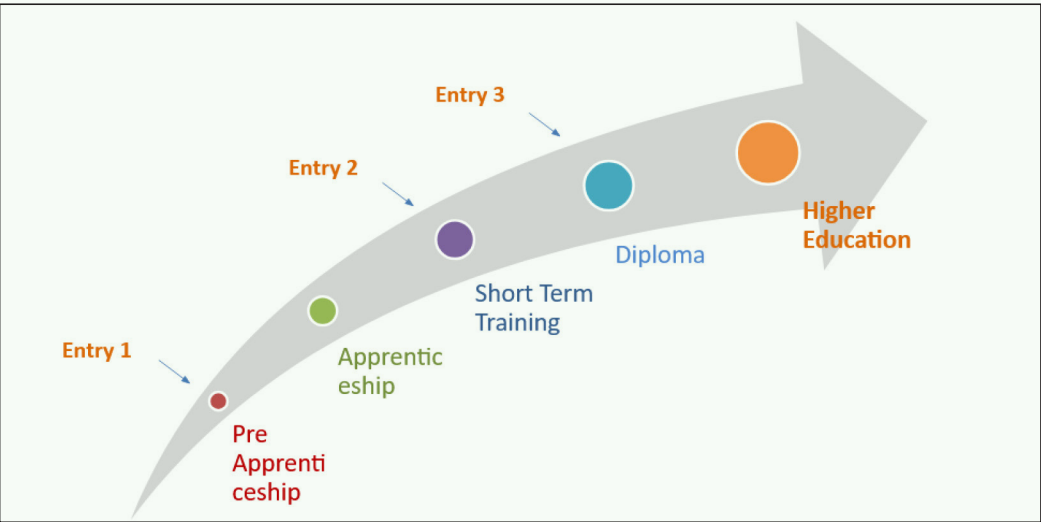 Entry 3
Entry 2
Higher
Education
Diploma
Short Term
Training
Entry 1
Apprentic
eship
Pre
Apprenti
ceship